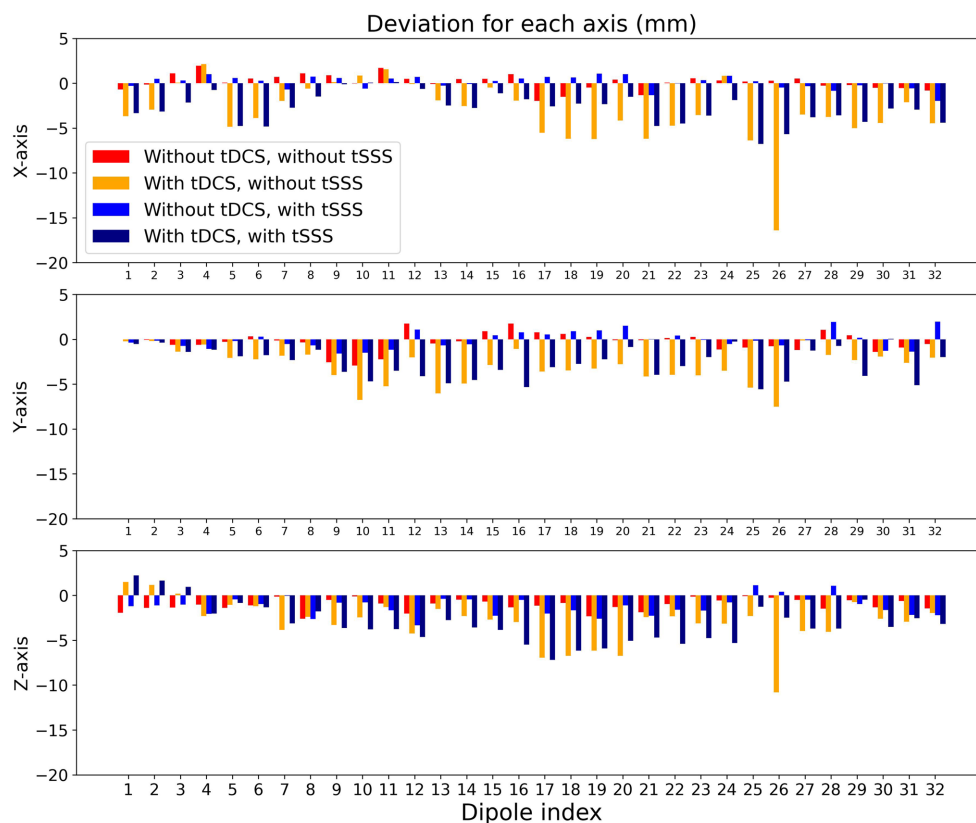 Deviation for each axis (mm)
5
0
−5
−10
−15
−20
X-axis
Without tDCS, without tSSS
With tDCS, without tSSS
Without tDCS, with tSSS
With tDCS, with tSSS
1 2 3 4 5 6 7 8 9 10 11 12 13 14 15 16 17 18 19 20 21 22 23 24 25 26 27 28 29 30 31 32
5
0
−5
−10
−15
−20
Y-axis
1 2 3 4 5 6 7 8 9 10 11 12 13 14 15 16 17 18 19 20 21 22 23 24 25 26 27 28 29 30 31 32
5
0
−5
−10
−15
−20
Z-axis
1 2 3 4 5 6 7 8 9 10 11 12 13 14 15 16 17 18 19 20 21 22 23 24 25 26 27 28 29 30 31 32
Dipole index